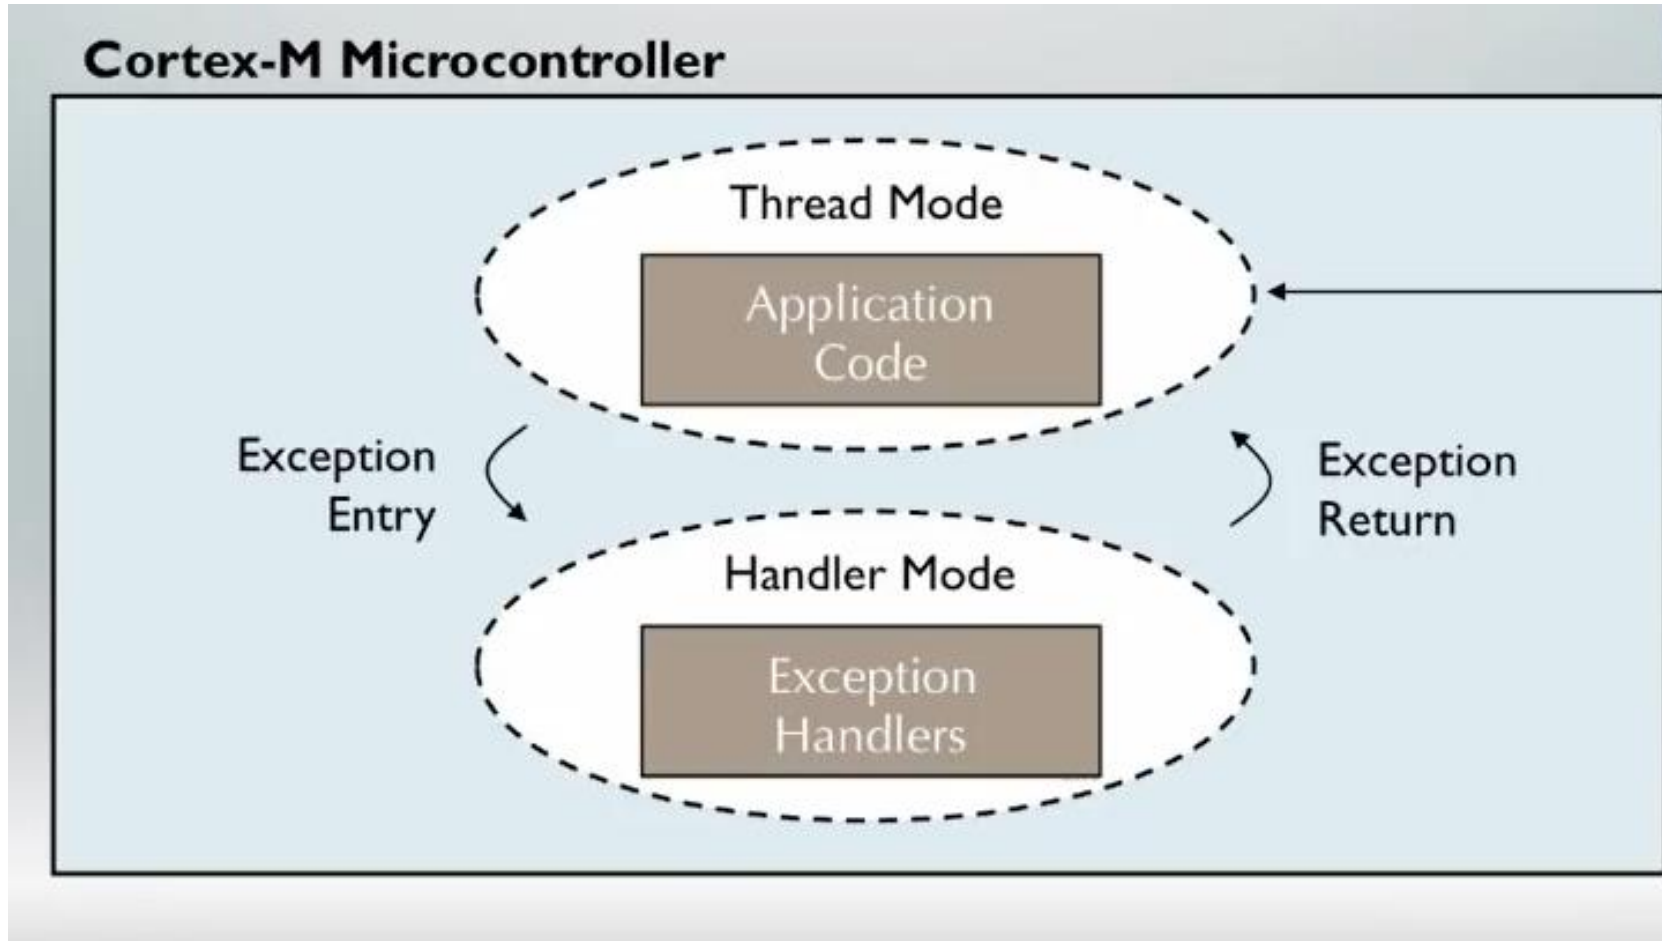 Cortex-M Microcontroller
Thread Mode
Application
Code
Exception
Entry
Exception
Return
Handler Mode
Exception
Handlers